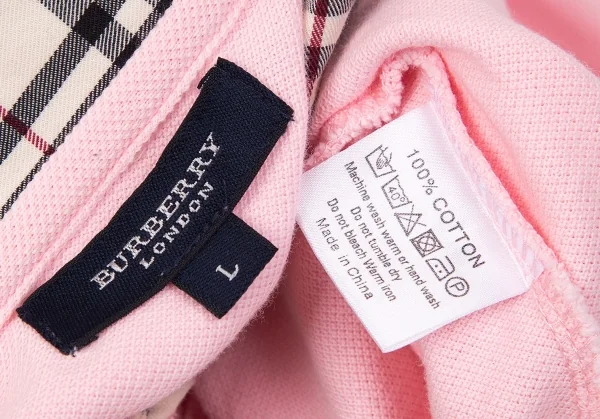 BURBERRY
LONDON
L
100% COTTON
40°
P
Machine wash warm or hand wash
Do not tumble dry
Do not bleach Warm iron
Made in China